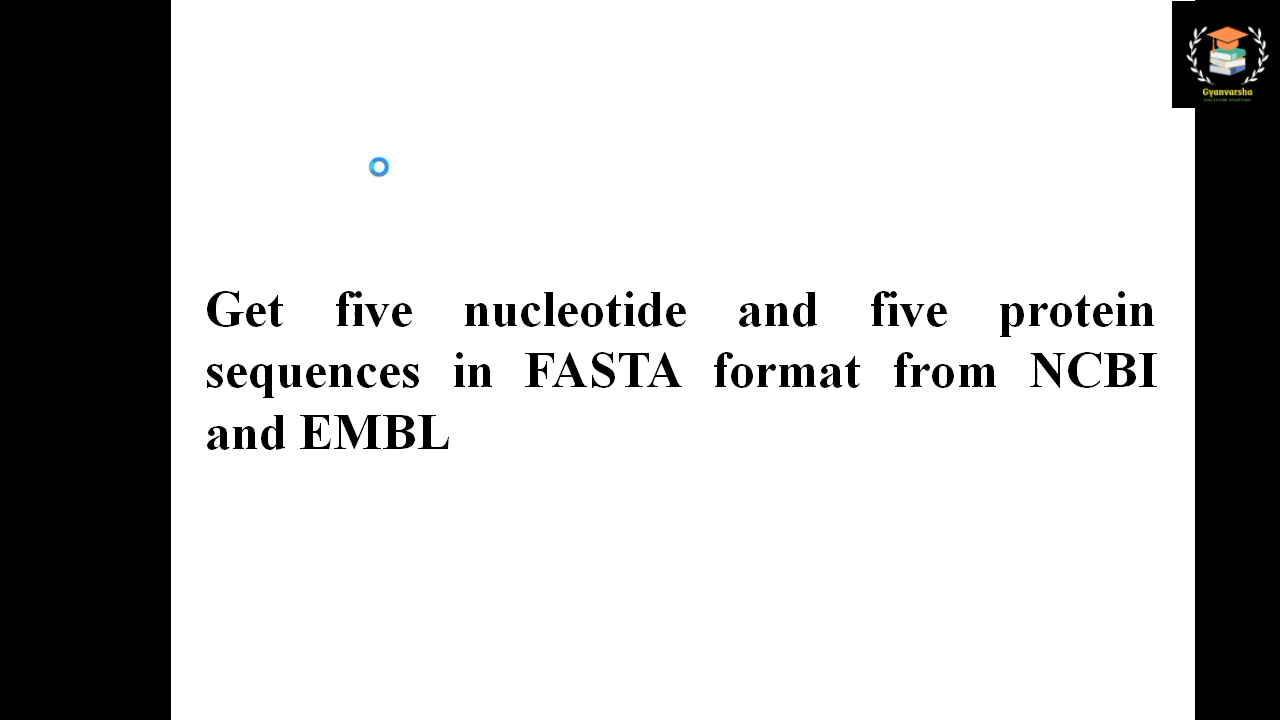 Gyanvarsha
Get five nucleotide and five protein
sequences in FASTA format from NCBI
and EMBL